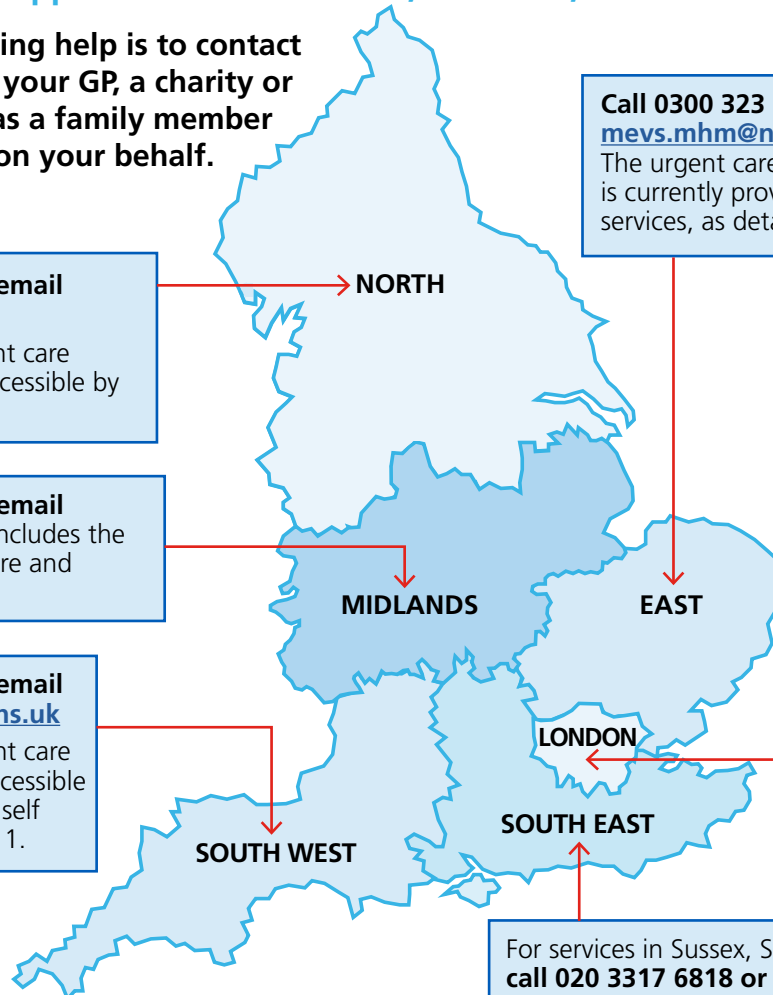 ing help is to contact
your GP, a charity or
as a family member
on your behalf.
Call 0300 323
mevs.mhm@n
The urgent care
is currently prov
services, as deta
email
nt care
cessible by
NORTH
email
ncludes the
re and
MIDLANDS
EAST
email
ns.uk
nt care
cessible
self
1.
LONDON
SOUTH EAST
SOUTH WEST
For services in Sussex, S
call 020 3317 6818 or